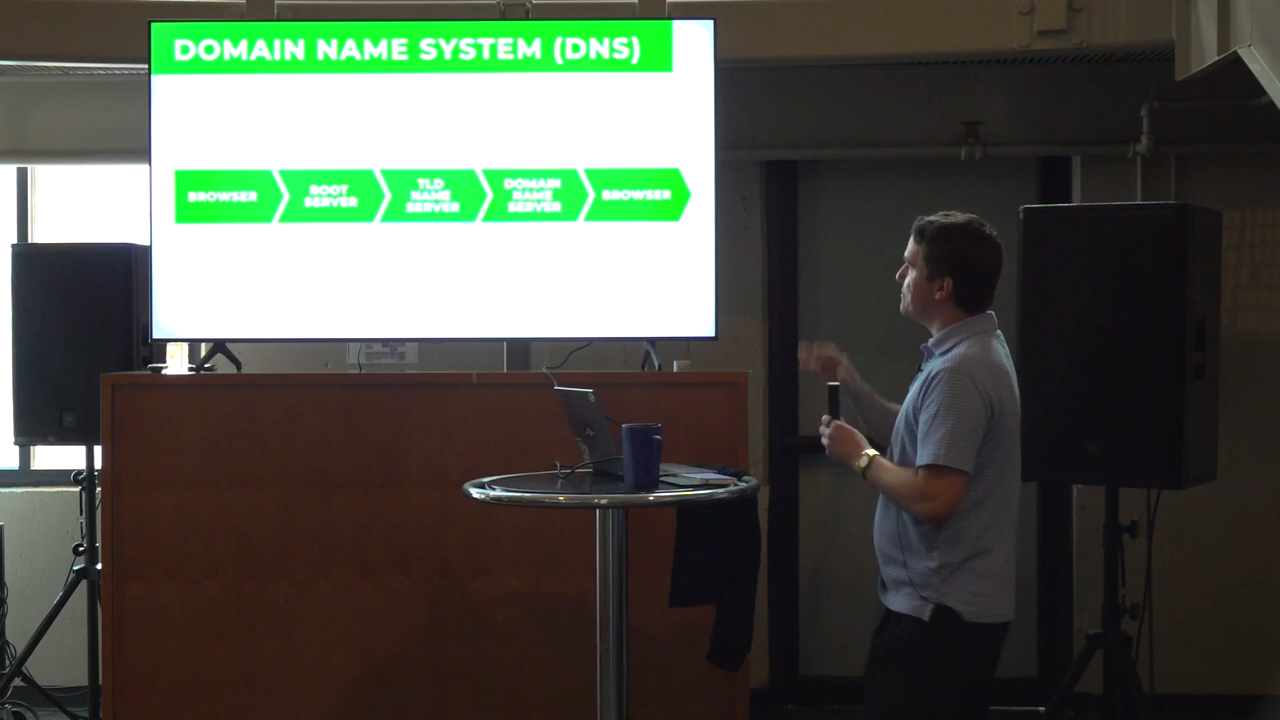 DOMAIN NAME SYSTEM (DNS)
BROWSER
ROOT
SERVER
TLD
NAME
SERVER
DOMAIN
NAME
SERVER
BROWSER